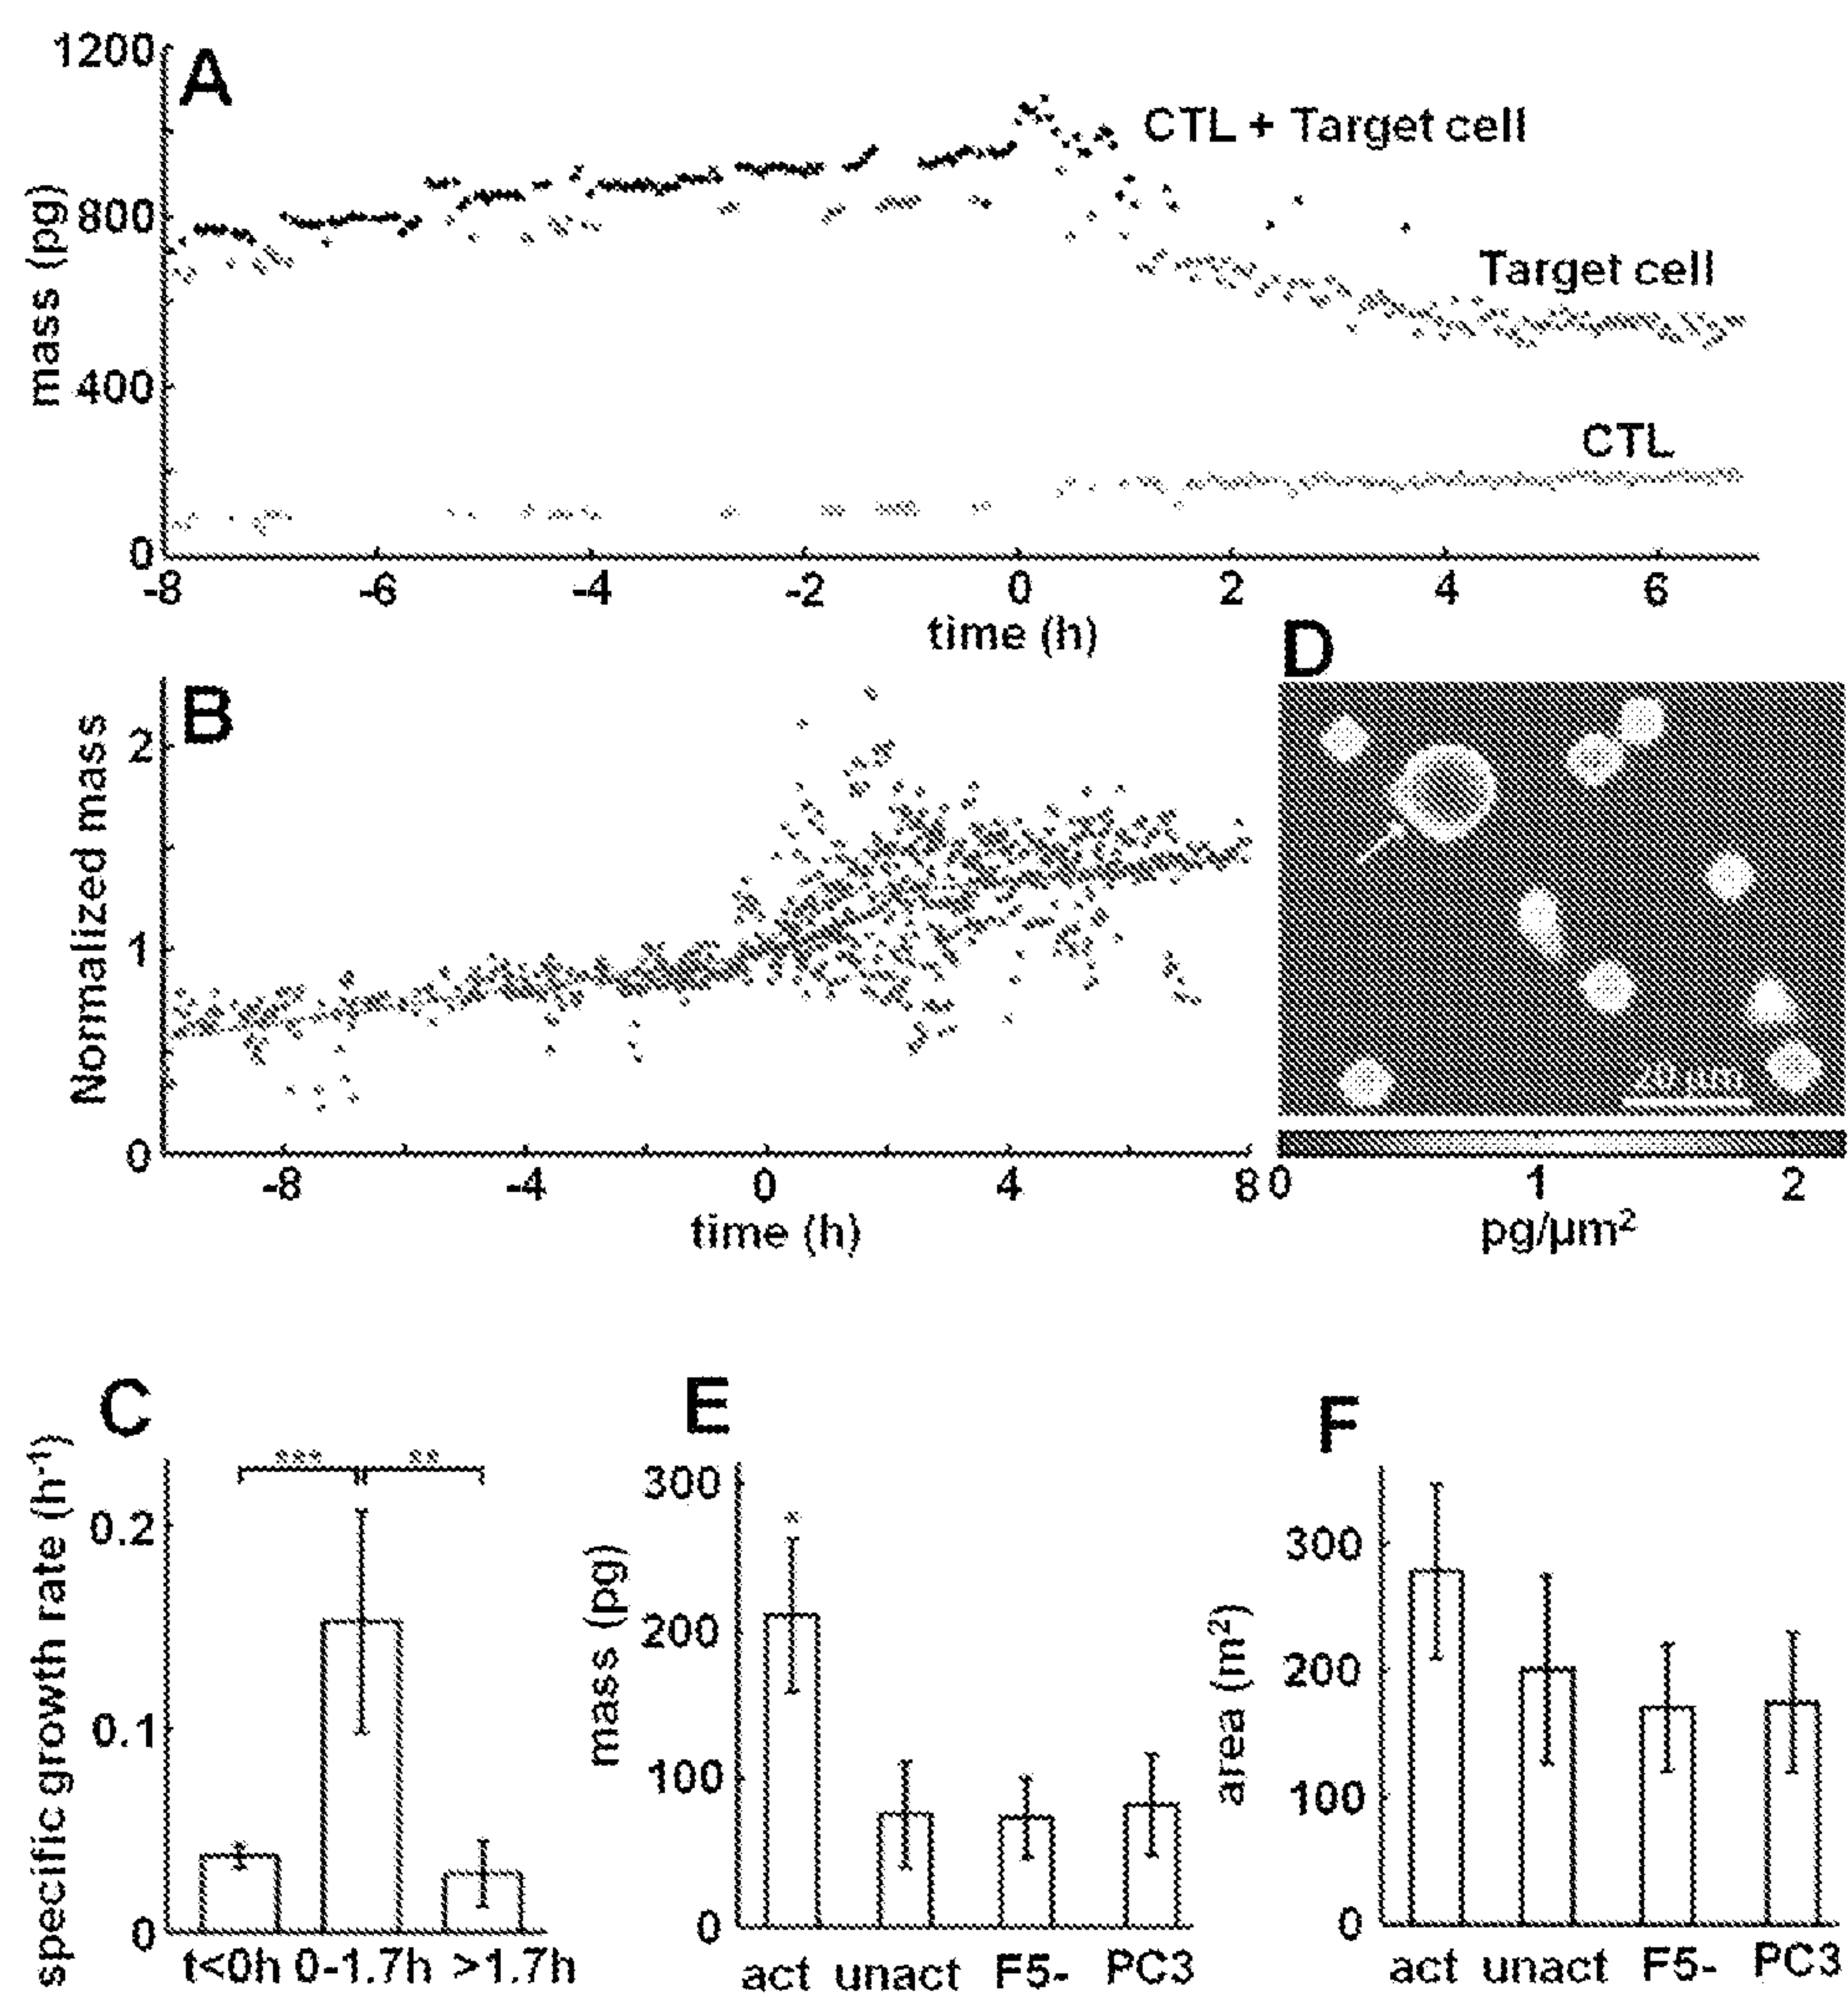 A
1200
800
400
0
mass (pg)
CTL + Target cell
Target cell
CTL
-8 -6 -4 -2 0 2 4 6
time (h)
B
2
1
0
Normalized mass
-8 -4 0 4 8
time (h)
D
20 µm
0 1 2
pg/µm²
C
***
**
0.2
0.1
0
specific growth rate (h⁻¹)
t<0h 0-1.7h >1.7h
E
*
300
200
100
0
mass (pg)
act unact F5- PC3
F
300
200
100
0
area (m²)
act unact F5- PC3